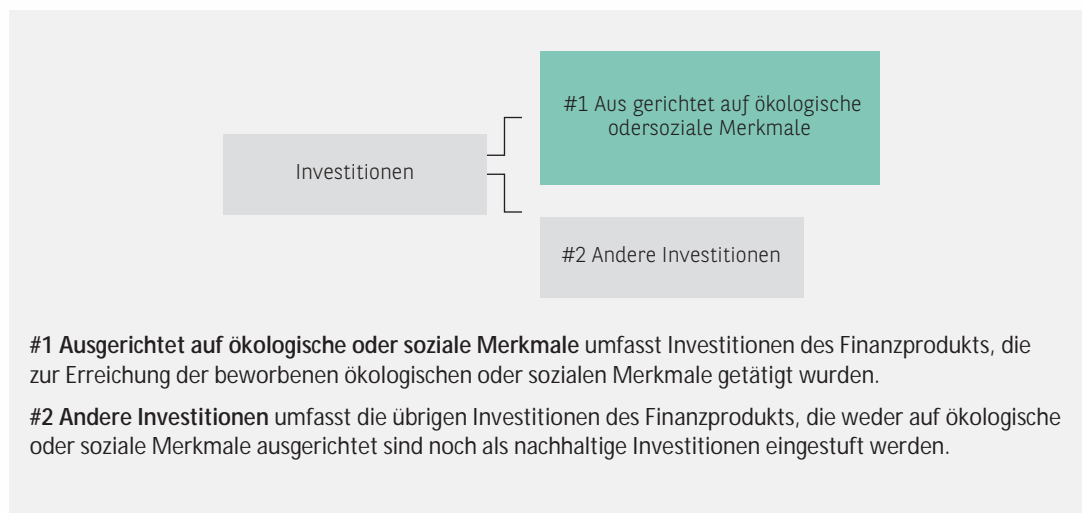 #1 Aus gerichtet auf ökologische
odersoziale Merkmale
Investitionen
#2 Andere Investitionen
#1 Ausgerichtet auf ökologische oder soziale Merkmale umfasst Investitionen des Finanzprodukts, die
zur Erreichung der beworbenen ökologischen oder sozialen Merkmale getätigt wurden.
#2 Andere Investitionen umfasst die übrigen Investitionen des Finanzprodukts, die weder auf ökologische
oder soziale Merkmale ausgerichtet sind noch als nachhaltige Investitionen eingestuft werden.